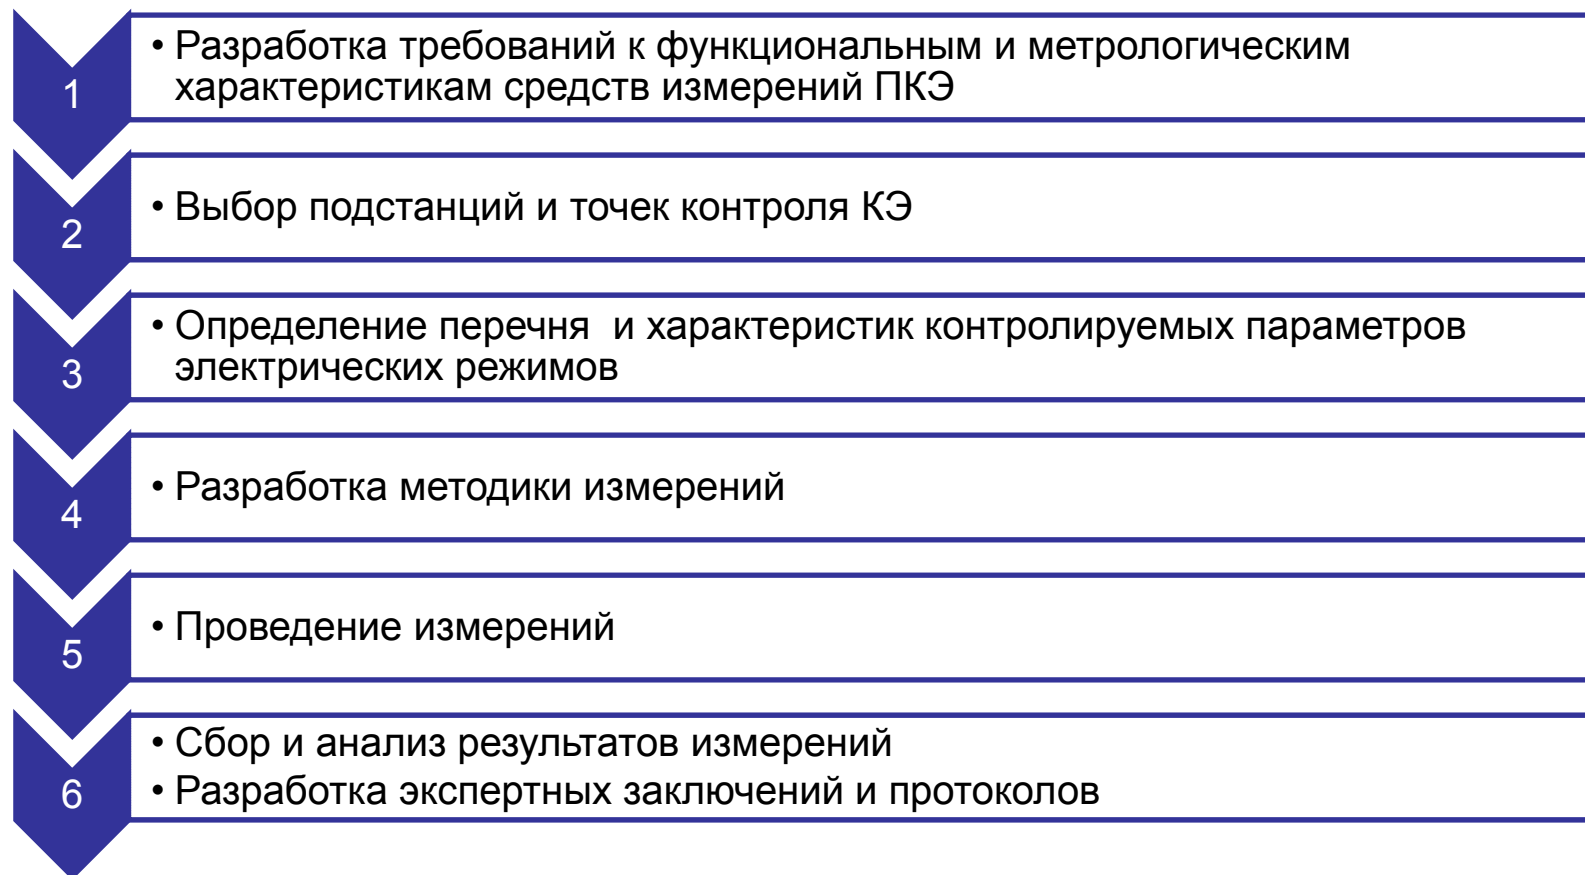 1
• Разработка требований к функциональным и метрологическим
характеристикам средств измерений ПКЭ
2
• Выбор подстанций и точек контроля КЭ
3
• Определение перечня  и характеристик контролируемых параметров
электрических режимов
4
• Разработка методики измерений
5
• Проведение измерений
6
• Сбор и анализ результатов измерений
• Разработка экспертных заключений и протоколов